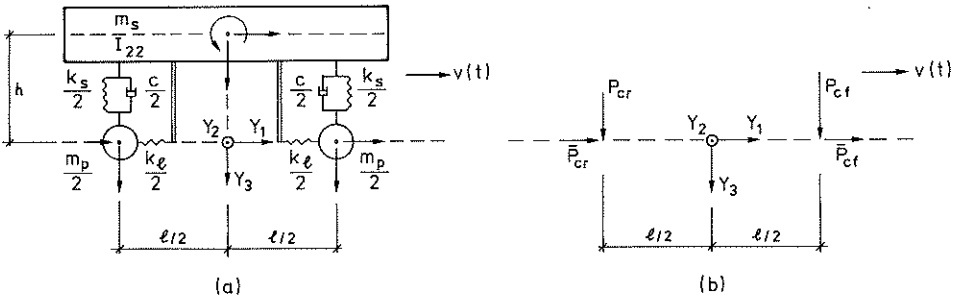 m_s
I_22
h
k_s/2 c/2 c/2 k_s/2
v(t)
Y_2 Y_1
Y_3
m_p/2 k_ℓ/2 k_ℓ/2 m_p/2
ℓ/2 ℓ/2
(a)
v(t)
P_cr P_cf
Y_2 Y_1
P̄_cr P̄_cf
Y_3
ℓ/2 ℓ/2
(b)